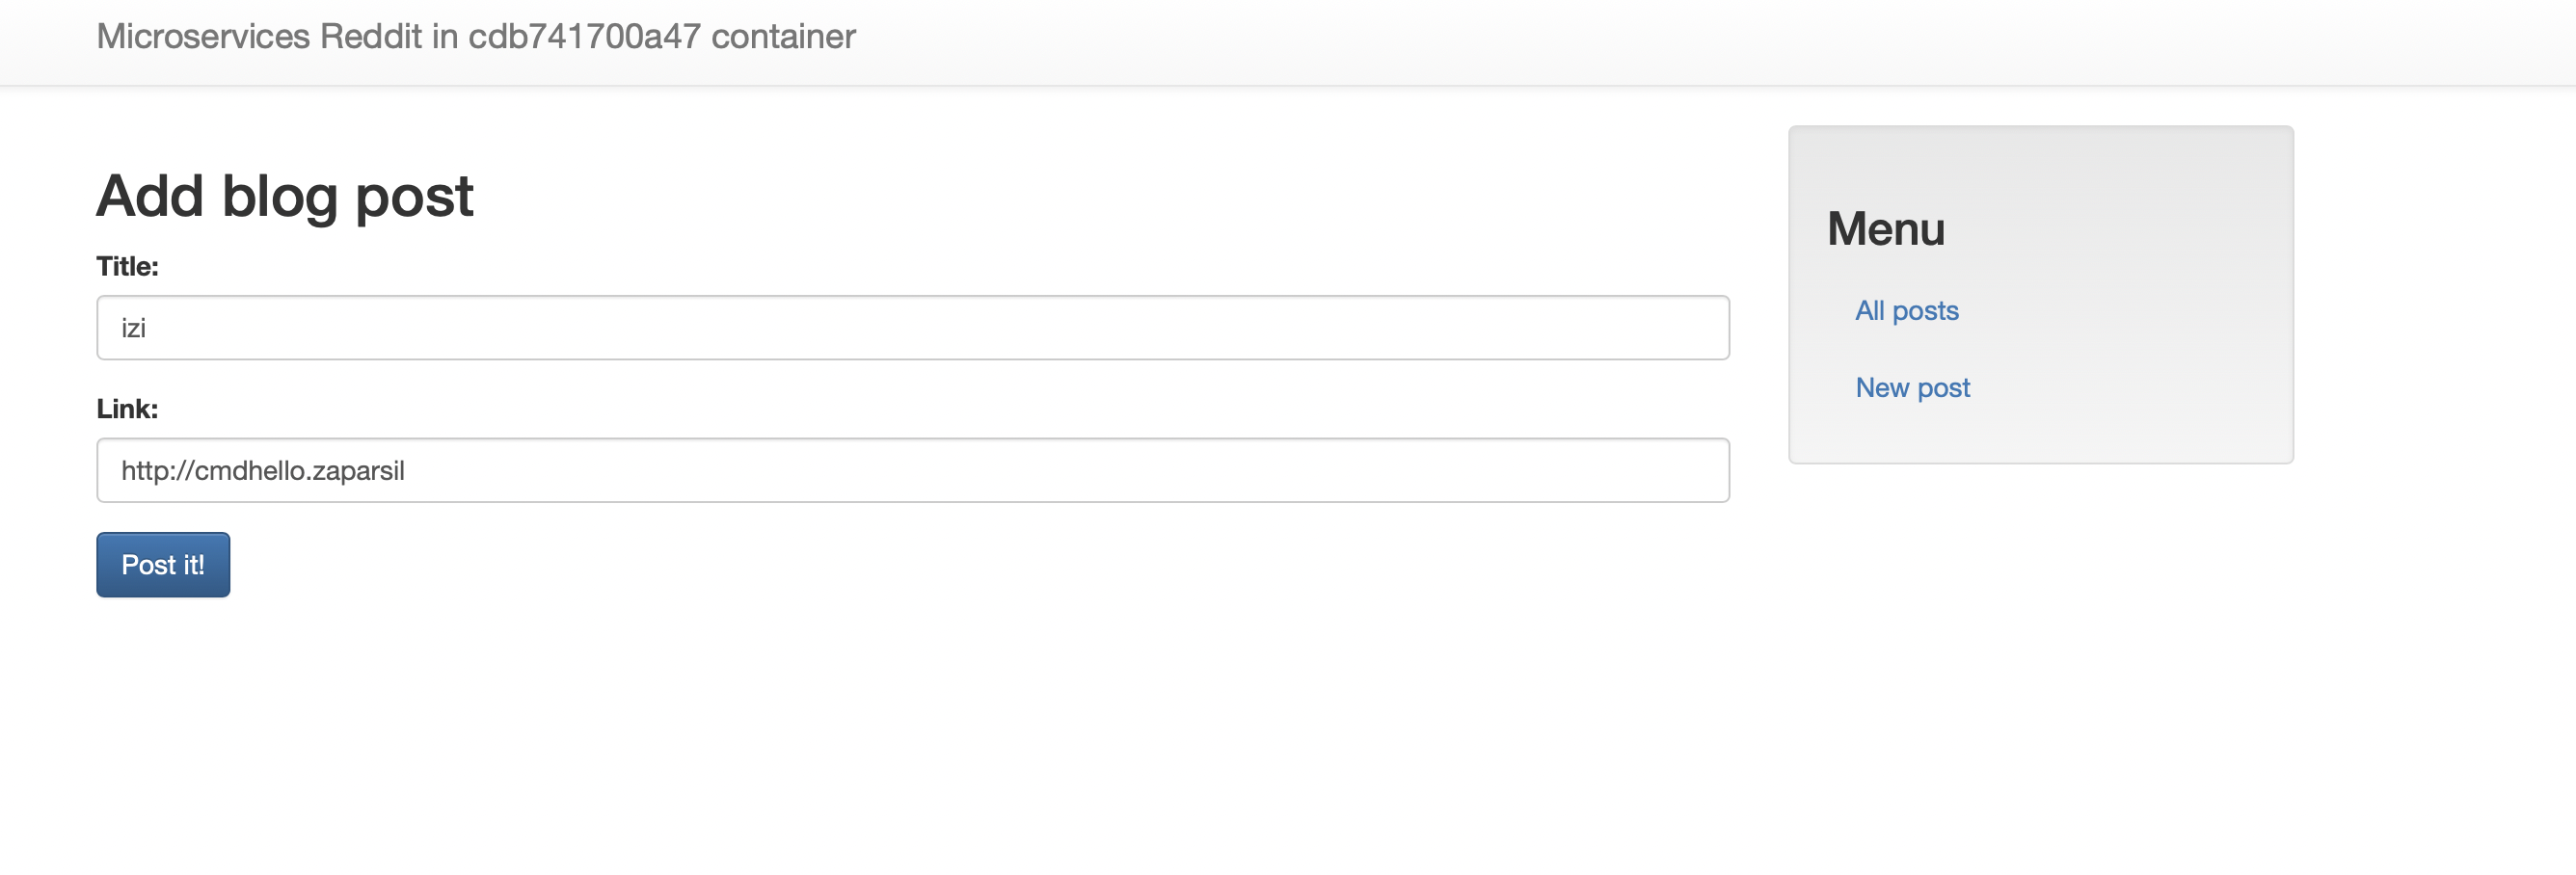 Microservices Reddit in cdb741700a47 container
Add blog post
Title:
izi
Link:
http://cmdhello.zaparsil
Post it!
Menu
All posts
New post